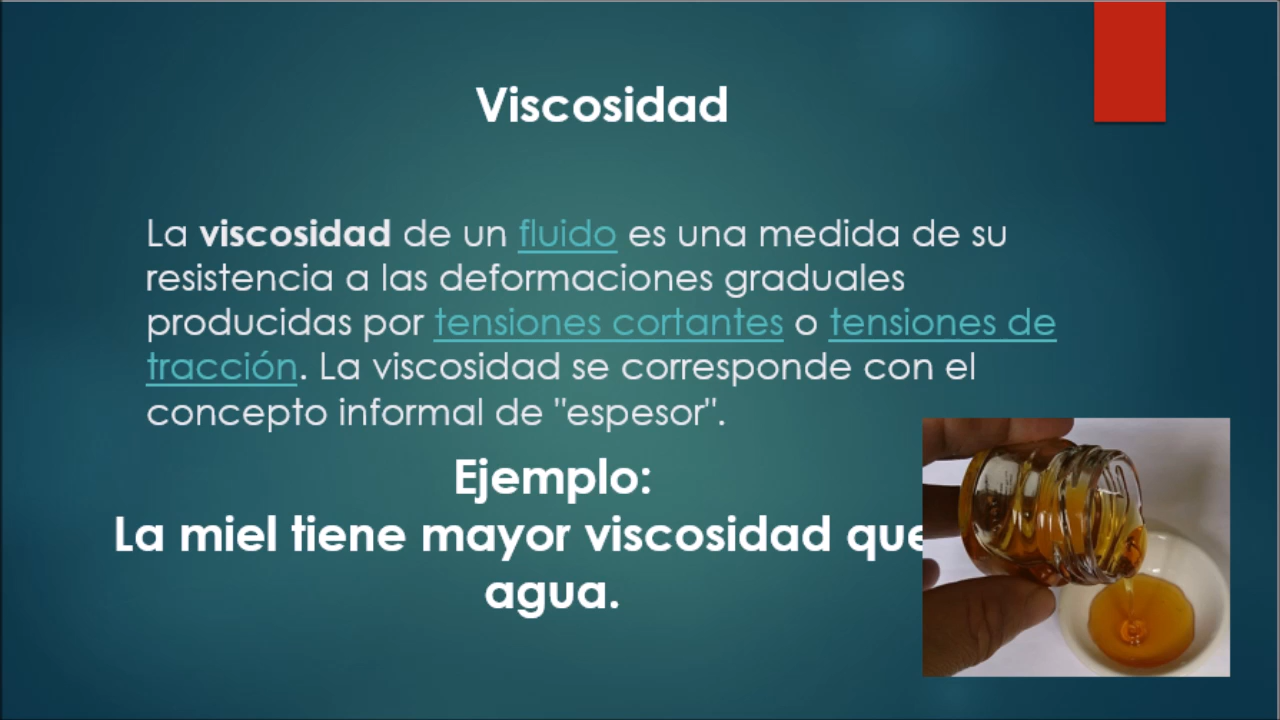 Viscosidad
La viscosidad de un fluido es una medida de su
resistencia a las deformaciones graduales
producidas por tensiones cortantes o tensiones de
tracción. La viscosidad se corresponde con el
concepto informal de "espesor".
Ejemplo:
La miel tiene mayor viscosidad que
agua.